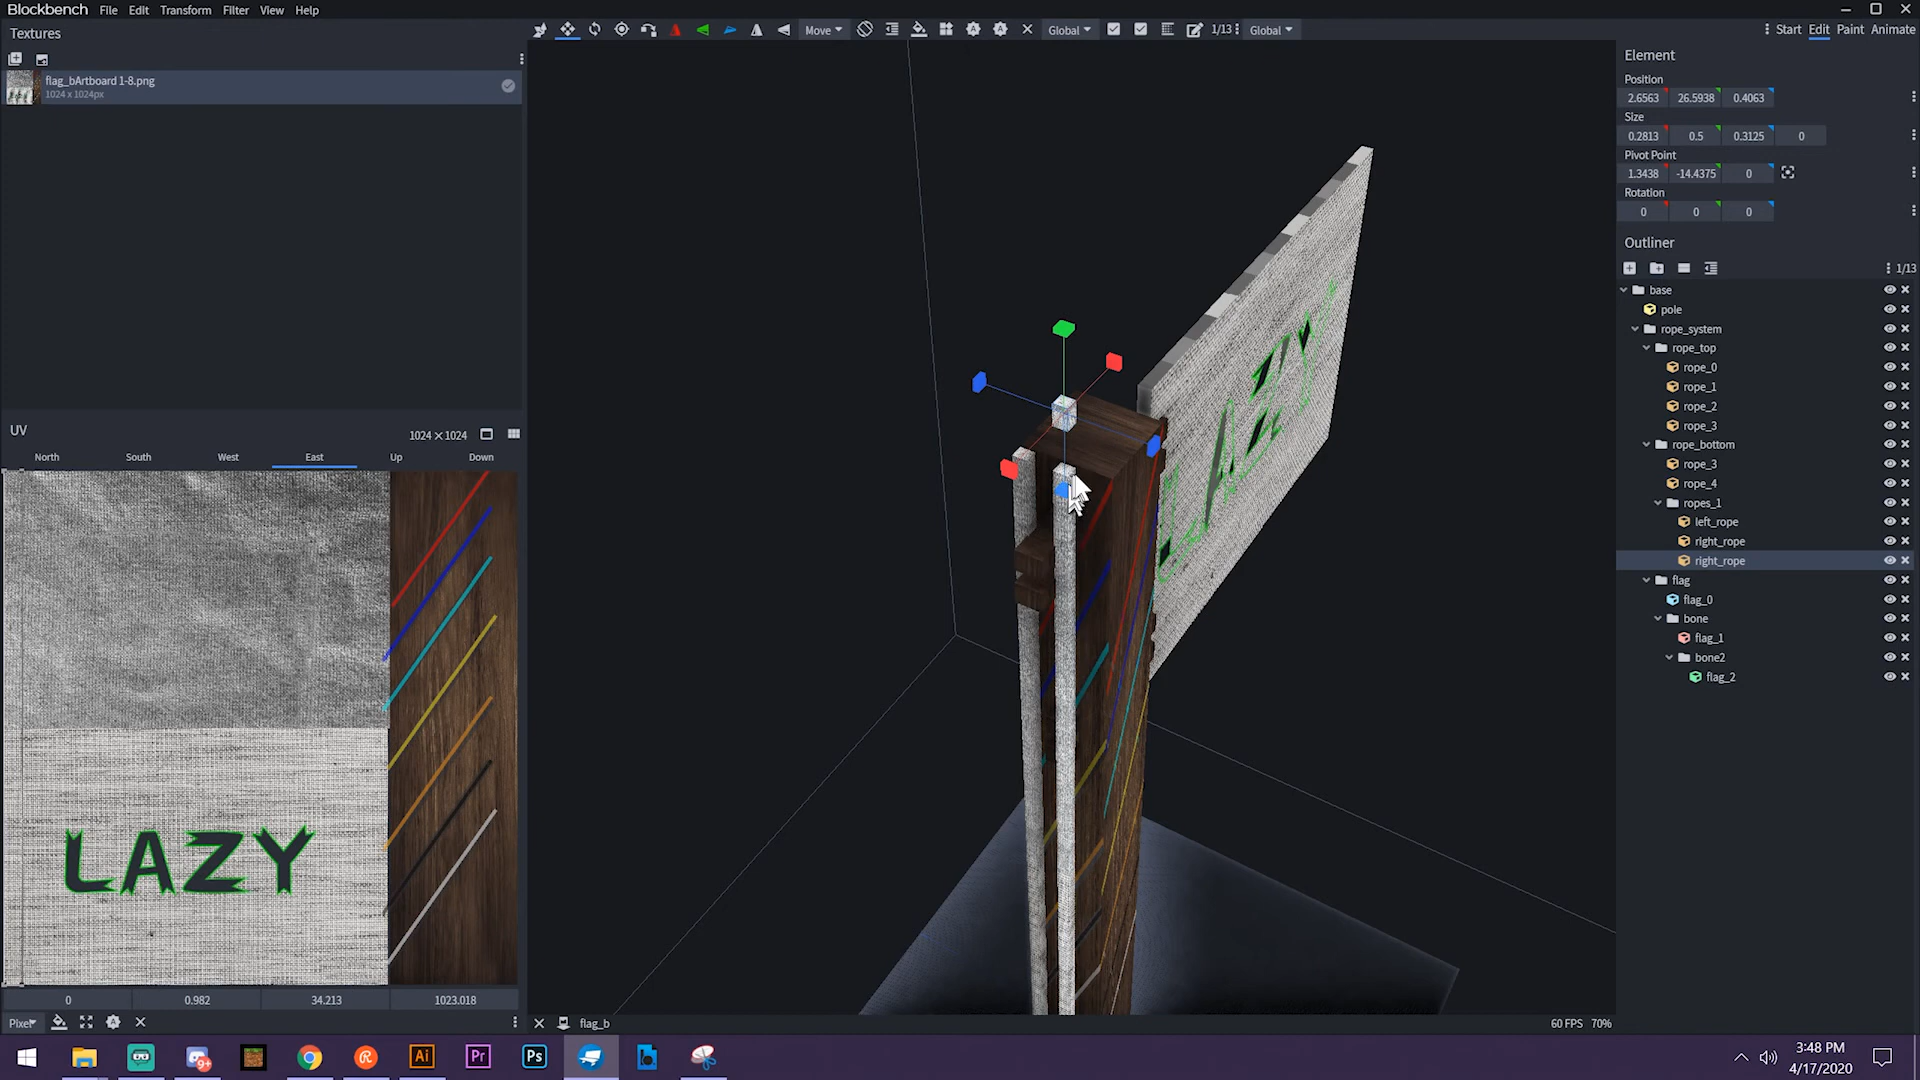 Blockbench File Edit Transform Filter View Help
Textures
Move Global 1/13 Global
Start Edit Paint Animate
flag_bArtboard 1-8.png
1024 x 1024px
Element
Position
2.6563 26.5938 0.4063
Size
0.2813 0.5 0.3125 0
Pivot Point
1.3438 -14.4375 0
Rotation
0 0 0
Outliner
1/13
base
pole
rope_system
rope_top
rope_0
rope_1
rope_2
rope_3
rope_bottom
rope_3
rope_4
ropes_1
left_rope
right_rope
right_rope
flag
flag_0
bone
flag_1
bone2
flag_2
UV
1024 × 1024
North South West East Up Down
LAZY
LAZY
0 0.982 34.213 1023.018
Pixel
flag_b
60 FPS 70%
9+
Ai Pr Ps
3:48 PM
4/17/2020